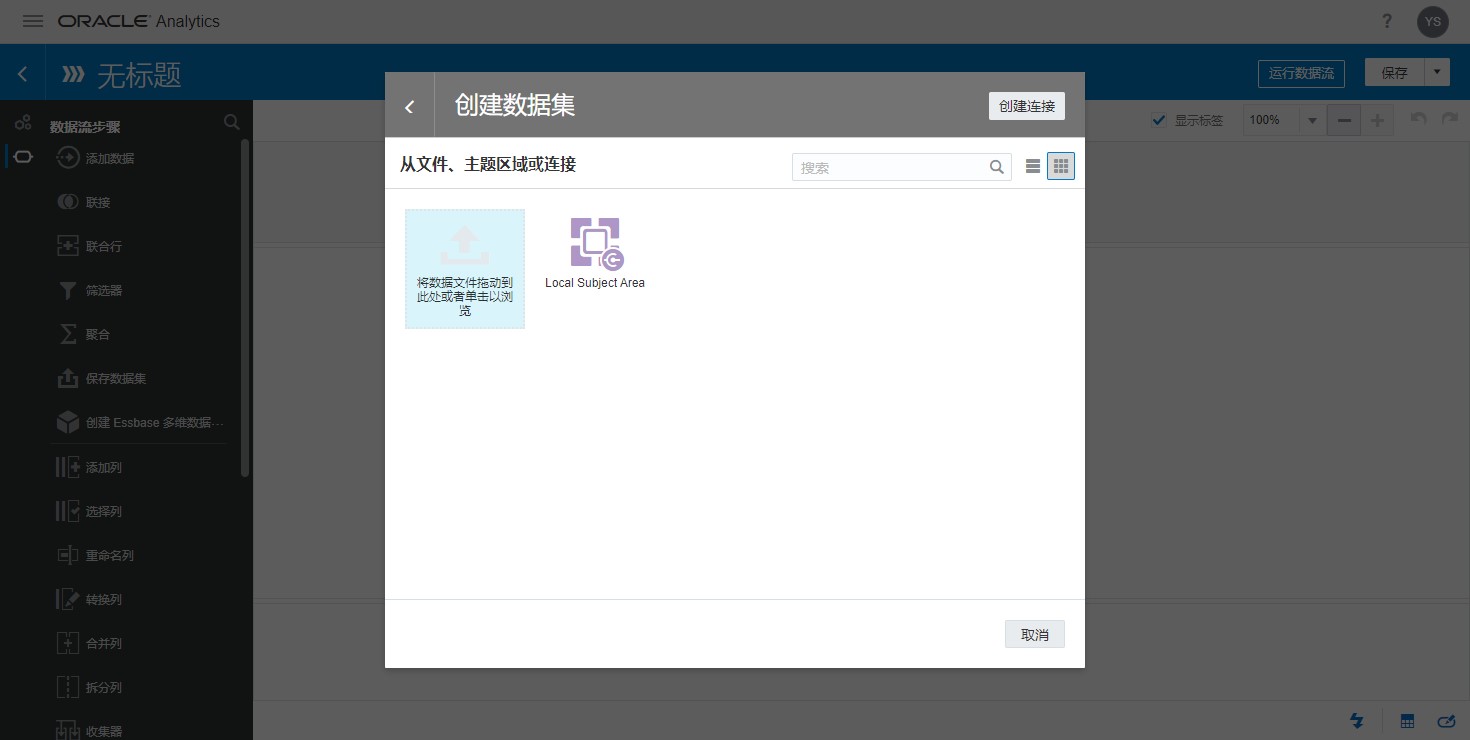 ORACLE Analytics
?
YS
无标题
运行数据流
保存
数据流步骤
添加数据
联接
联合行
筛选器
聚合
保存数据集
创建 Essbase 多维数据...
添加列
选择列
重命名列
转换列
合并列
拆分列
收集器
显示标签
100%
创建数据集
创建连接
从文件、主题区域或连接
搜索
将数据文件拖动到
此处或者单击以浏
览
Local Subject Area
取消